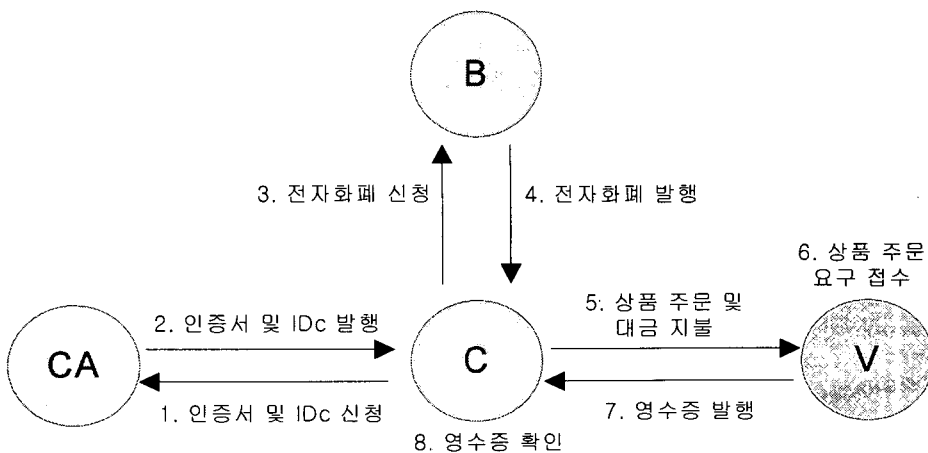 B
3. 전자화폐 신청
4. 전자화폐 발행
6. 상품 주문
요구 접수
2. 인증서 및 IDc 발행
5. 상품 주문 및
대금 지불
CA
C
V
1. 인증서 및 IDc 신청
7. 영수증 발행
8. 영수증 확인